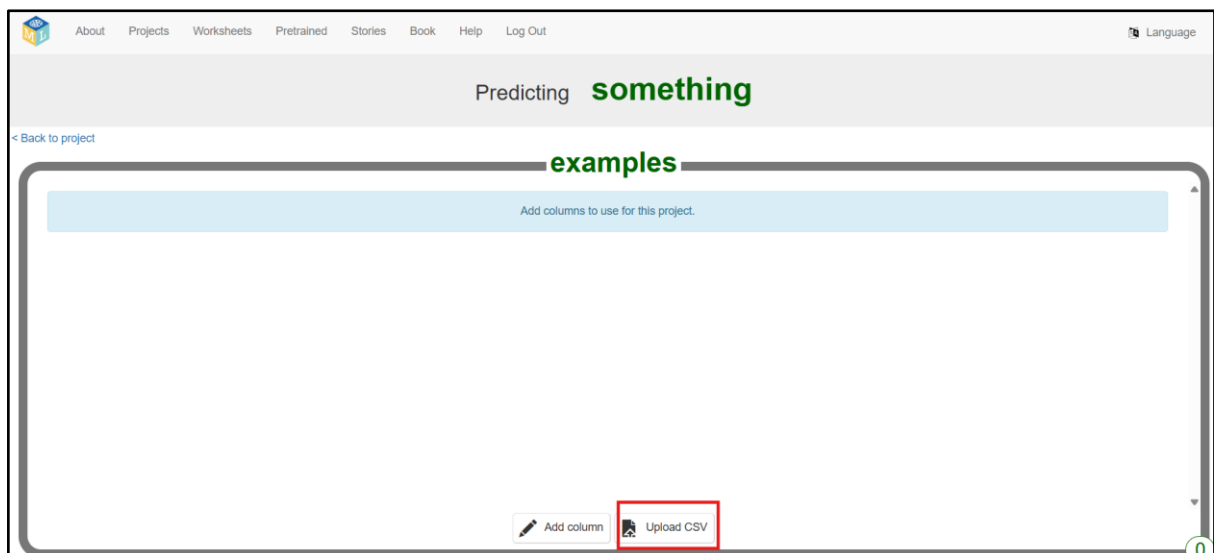 About Projects Worksheets Pretrained Stories Book Help Log Out Language
Predicting something
< Back to project
examples
Add columns to use for this project.
Add column Upload CSV
0